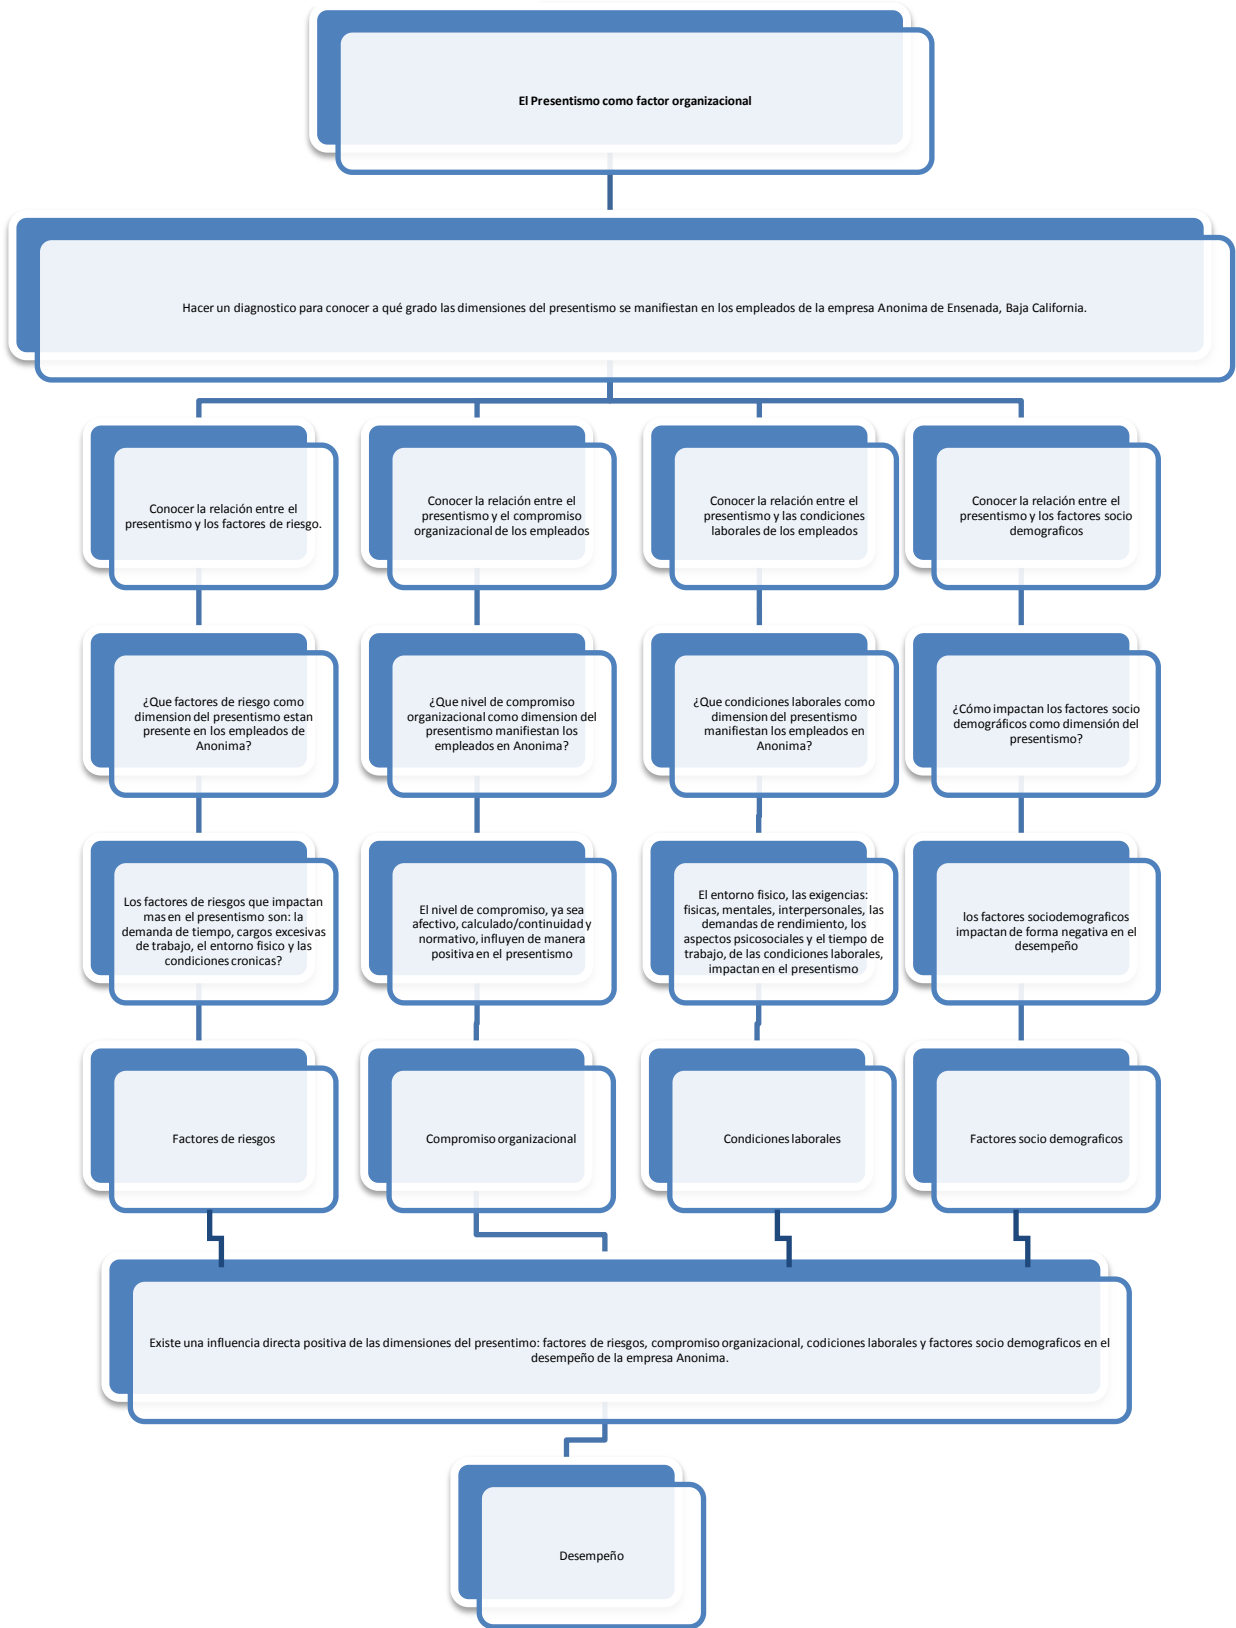 El Presentismo como factor organizacional
Hacer un diagnostico para conocer a qué grado las dimensiones del presentismo se manifiestan en los empleados de la empresa Anonima de Ensenada, Baja California.
Conocer la relación entre el
presentismo y los factores de riesgo.
Conocer la relación entre el
presentismo y el compromiso
organizacional de los empleados
Conocer la relación entre el
presentismo y las condiciones
laborales de los empleados
Conocer la relación entre el
presentismo y los factores socio
demograficos
¿Que factores de riesgo como
dimension del presentismo estan
presente en los empleados de
Anonima?
¿Que nivel de compromiso
organizacional como dimension del
presentismo manifiestan los
empleados en Anonima?
¿Que condiciones laborales como
dimension del presentismo
manifiestan los empleados en
Anonima?
¿Cómo impactan los factores socio
demográficos como dimensión del
presentismo?
Los factores de riesgos que impactan
mas en el presentismo son: la
demanda de tiempo, cargos excesivas
de trabajo, el entorno fisico y las
condiciones cronicas?
El nivel de compromiso, ya sea
afectivo, calculado/continuidad y
normativo, influyen de manera
positiva en el presentismo
El entorno fisico, las exigencias:
fisicas, mentales, interpersonales, las
demandas de rendimiento, los
aspectos psicosociales y el tiempo de
trabajo, de las condiciones laborales,
impactan en el presentismo
los factores sociodemograficos
impactan de forma negativa en el
desempeño
Factores de riesgos
Compromiso organizacional
Condiciones laborales
Factores socio demograficos
Existe una influencia directa positiva de las dimensiones del presentimo: factores de riesgos, compromiso organizacional, codiciones laborales y factores socio demograficos en el
desempeño de la empresa Anonima.
Desempeño